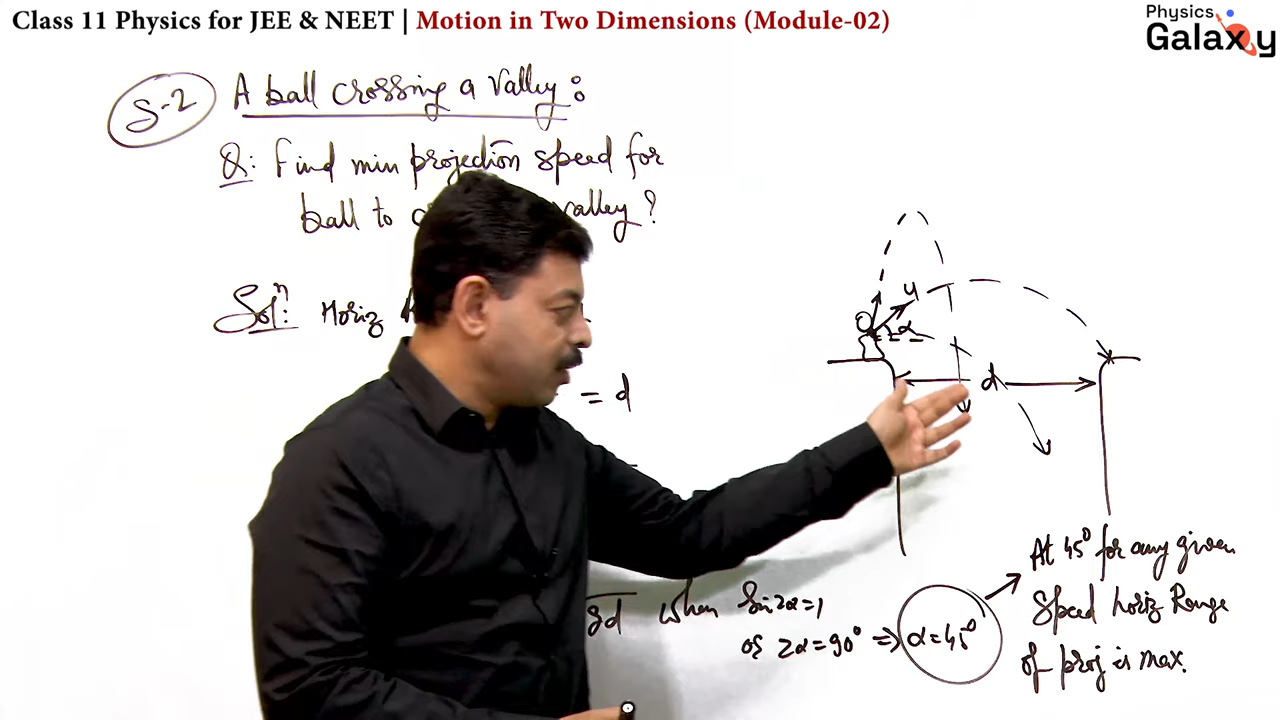 Class 11 Physics for JEE & NEET | Motion in Two Dimensions (Module-02)
Physics
Galaxy
S-2
A ball crossing a Valley:
Q: Find min projection speed for
ball to valley?
Solⁿ: Horiz
= d
u
α
d
gd when Sin2α=1
or 2α=90° ⇒ α=45°
At 45° for any given
speed horiz Range
of proj is max.